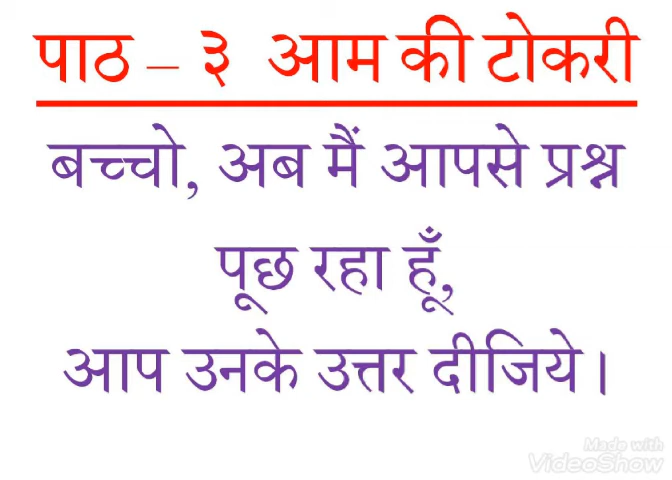 पाठ – ३ आम की टोकरी
बच्चो, अब मैं आपसे प्रश्न
पूछ रहा हूँ,
आप उनके उत्तर दीजिये।
Made with
VideoShow